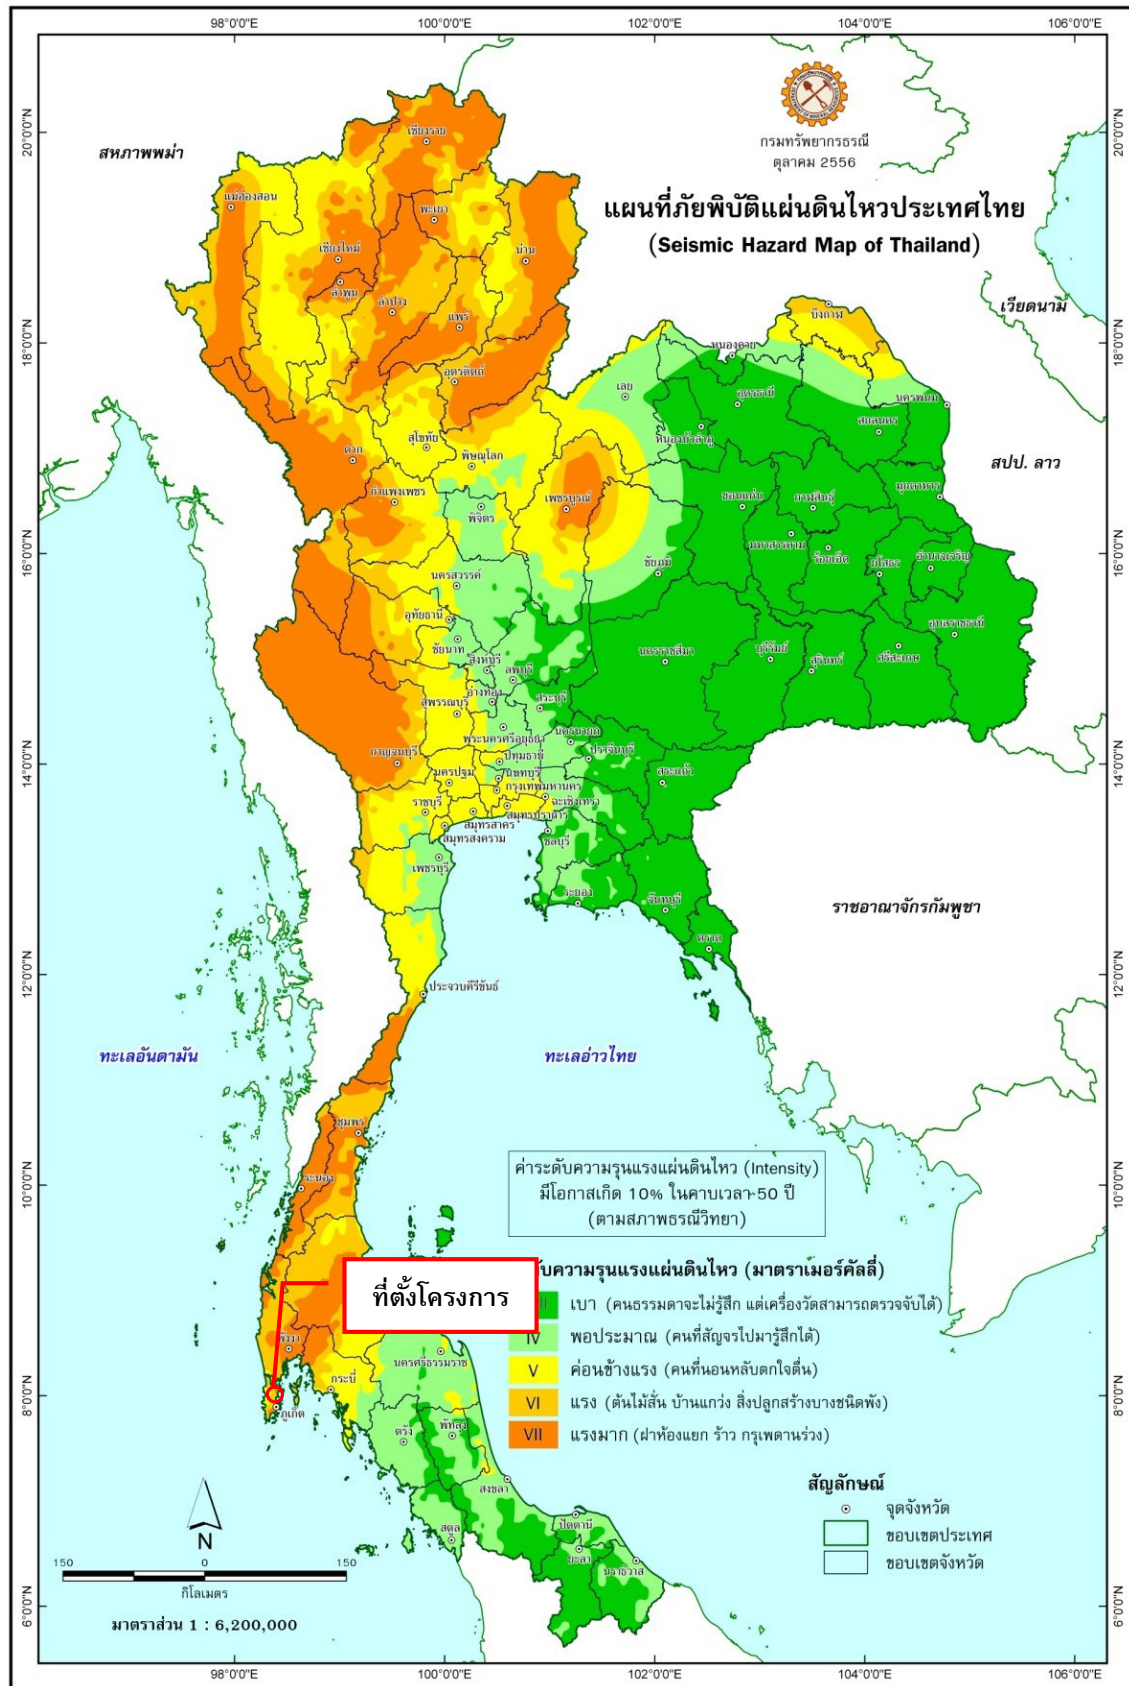 98°0'0"E 100°0'0"E 102°0'0"E 104°0'0"E 106°0'0"E
กรมทรัพยากรธรณี
ตุลาคม 2556
แผนที่ภัยพิบัติแผ่นดินไหวประเทศไทย
(Seismic Hazard Map of Thailand)
สหภาพพม่า
เวียดนาม
สปป. ลาว
ราชอาณาจักรกัมพูชา
ทะเลอันดามัน
ทะเลอ่าวไทย
20°0'0"N
18°0'0"N
16°0'0"N
14°0'0"N
12°0'0"N
10°0'0"N
8°0'0"N
6°0'0"N
20°0'0"N
18°0'0"N
16°0'0"N
14°0'0"N
12°0'0"N
10°0'0"N
8°0'0"N
6°0'0"N
เชียงราย
แม่ฮ่องสอน
พะเยา
เชียงใหม่
น่าน
ลำพูน
ลำปาง
แพร่
บึงกาฬ
หนองคาย
อุตรดิตถ์
เลย
อุดรธานี
นครพนม
สกลนคร
สุโขทัย
หนองบัวลำภู
ตาก
พิษณุโลก
กำแพงเพชร
เพชรบูรณ์
ขอนแก่น
กาฬสินธุ์
มุกดาหาร
พิจิตร
มหาสารคาม
ร้อยเอ็ด
ยโสธร
อำนาจเจริญ
ชัยภูมิ
นครสวรรค์
อุทัยธานี
อุบลราชธานี
ชัยนาท
สิงห์บุรี
ลพบุรี
นครราชสีมา
บุรีรัมย์
สุรินทร์
ศรีสะเกษ
อ่างทอง
สุพรรณบุรี
สระบุรี
พระนครศรีอยุธยา
นครนายก
ปราจีนบุรี
กาญจนบุรี
ปทุมธานี
นครปฐม
นนทบุรี
กรุงเทพมหานคร
สระแก้ว
ราชบุรี
ฉะเชิงเทรา
สมุทรปราการ
สมุทรสาคร
สมุทรสงคราม
ชลบุรี
เพชรบุรี
ระยอง
จันทบุรี
ตราด
ประจวบคีรีขันธ์
ชุมพร
ระนอง
พังงา
กระบี่
ภูเก็ต
นครศรีธรรมราช
ตรัง
พัทลุง
สงขลา
สตูล
ปัตตานี
ยะลา
นราธิวาส
ที่ตั้งโครงการ
ค่าระดับความรุนแรงแผ่นดินไหว (Intensity)
มีโอกาสเกิด 10% ในคาบเวลา 50 ปี
(ตามสภาพธรณีวิทยา)
ความรุนแรงแผ่นดินไหว (มาตราเมอร์คัลลี่)
เบา (คนธรรมดาจะไม่รู้สึก แต่เครื่องวัดสามารถตรวจจับได้)
IV พอประมาณ (คนที่สัญจรไปมารู้สึกได้)
V ค่อนข้างแรง (คนที่นอนหลับตกใจตื่น)
VI แรง (ต้นไม้สั่น บ้านแกว่ง สิ่งปลูกสร้างบางชนิดพัง)
VII แรงมาก (ฝาห้องแยก ร้าว กรุเพดานร่วง)
สัญลักษณ์
จุดจังหวัด
ขอบเขตประเทศ
ขอบเขตจังหวัด
N
150 0 150
กิโลเมตร
มาตราส่วน 1 : 6,200,000
98°0'0"E 100°0'0"E 102°0'0"E 104°0'0"E 106°0'0"E